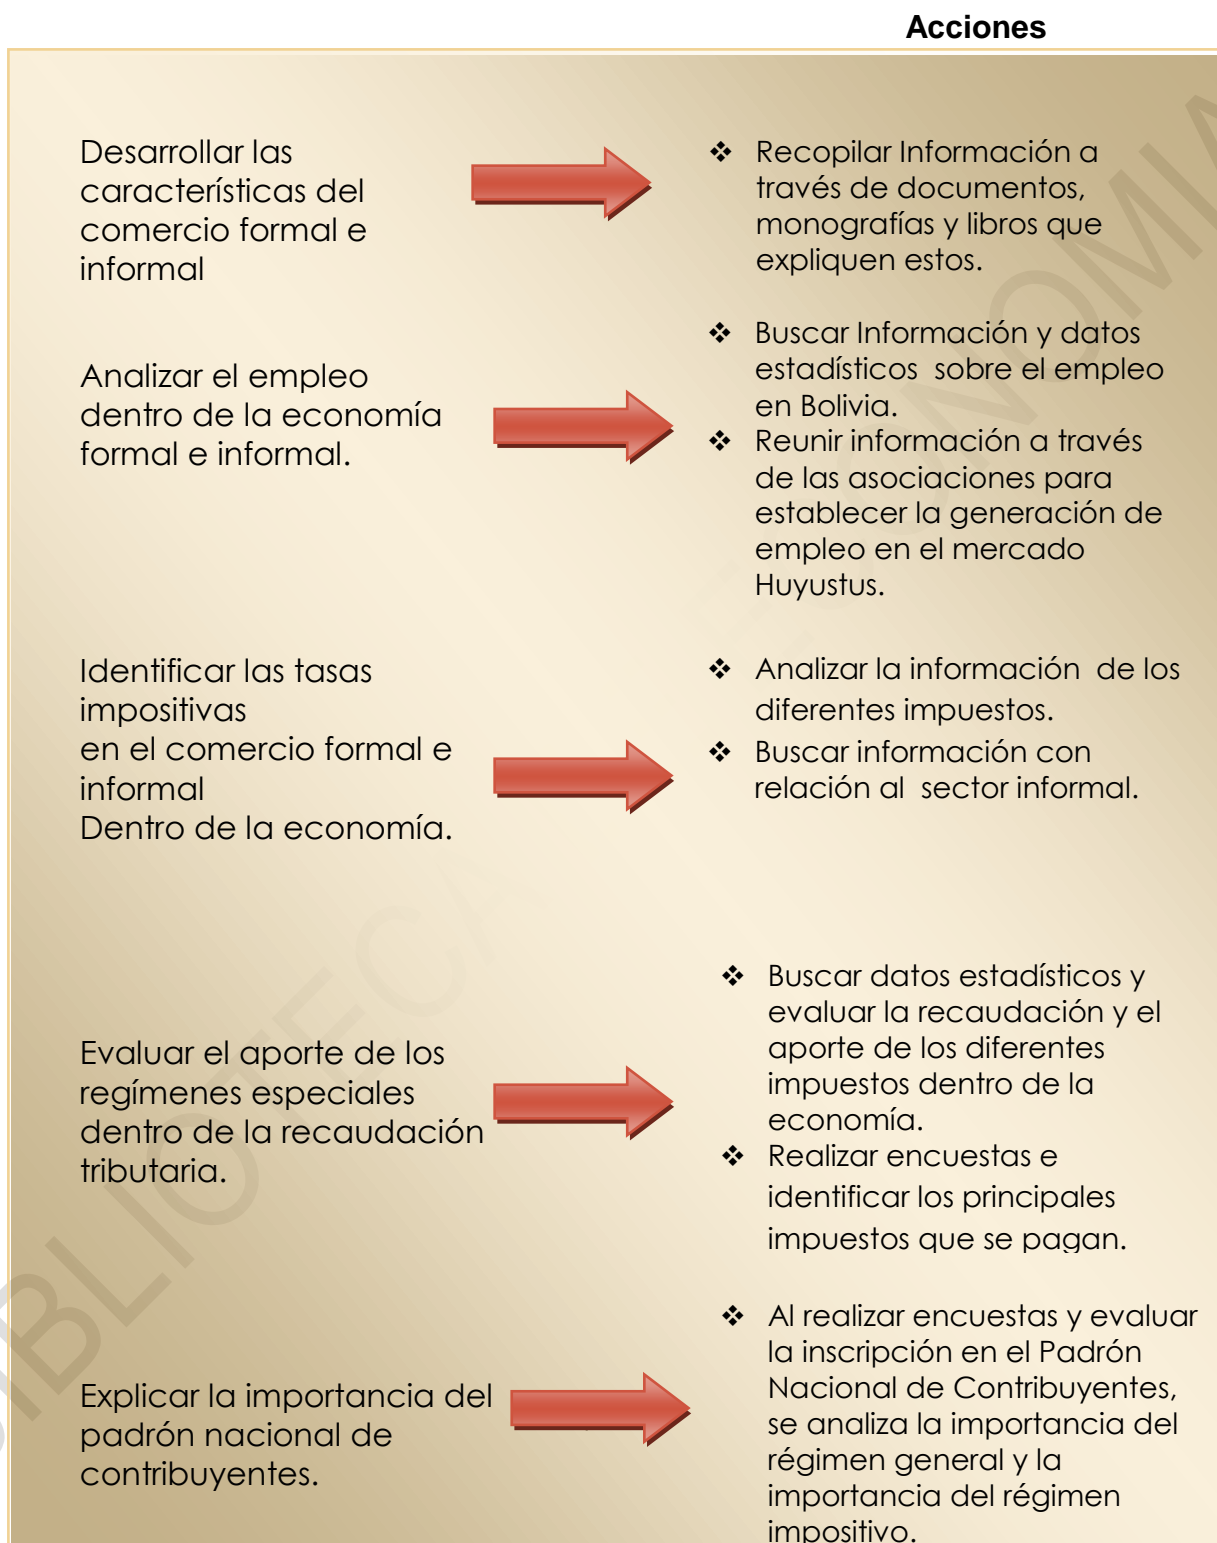 Acciones
Desarrollar las
características del
comercio formal e
informal
❖ Recopilar Información a
través de documentos,
monografías y libros que
expliquen estos.
Analizar el empleo
dentro de la economía
formal e informal.
❖ Buscar Información y datos
estadísticos sobre el empleo
en Bolivia.
❖ Reunir información a través
de las asociaciones para
establecer la generación de
empleo en el mercado
Huyustus.
Identificar las tasas
impositivas
en el comercio formal e
informal
Dentro de la economía.
❖ Analizar la información de los
diferentes impuestos.
❖ Buscar información con
relación al sector informal.
Evaluar el aporte de los
regímenes especiales
dentro de la recaudación
tributaria.
❖ Buscar datos estadísticos y
evaluar la recaudación y el
aporte de los diferentes
impuestos dentro de la
economía.
❖ Realizar encuestas e
identificar los principales
impuestos que se pagan.
Explicar la importancia del
padrón nacional de
contribuyentes.
❖ Al realizar encuestas y evaluar
la inscripción en el Padrón
Nacional de Contribuyentes,
se analiza la importancia del
régimen general y la
importancia del régimen
impositivo.
BIBLIOTECA ECONOMIA